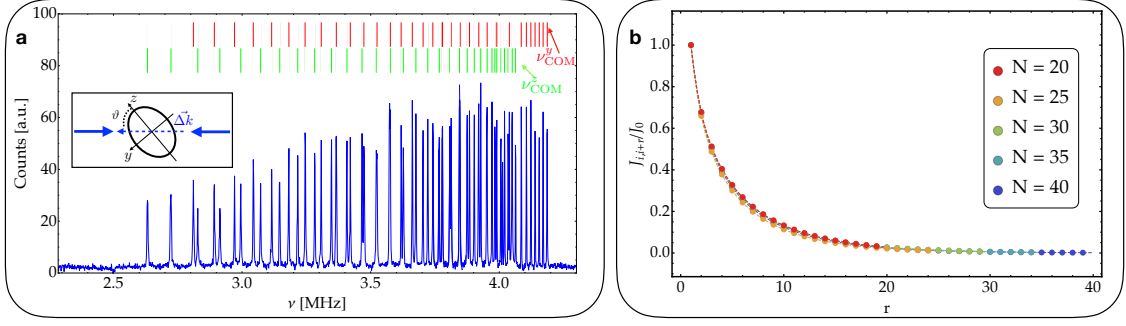 a
Counts [a.u.]
100
80
60
40
20
0
2.5
3.0
3.5
4.0
ν [MHz]
ν^y_COM
ν^z_COM
ϑ
z
y
Δk⃗
b
J_{i,i+r}/J_0
1.0
0.8
0.6
0.4
0.2
0.0
0
10
20
30
40
r
N = 20
N = 25
N = 30
N = 35
N = 40